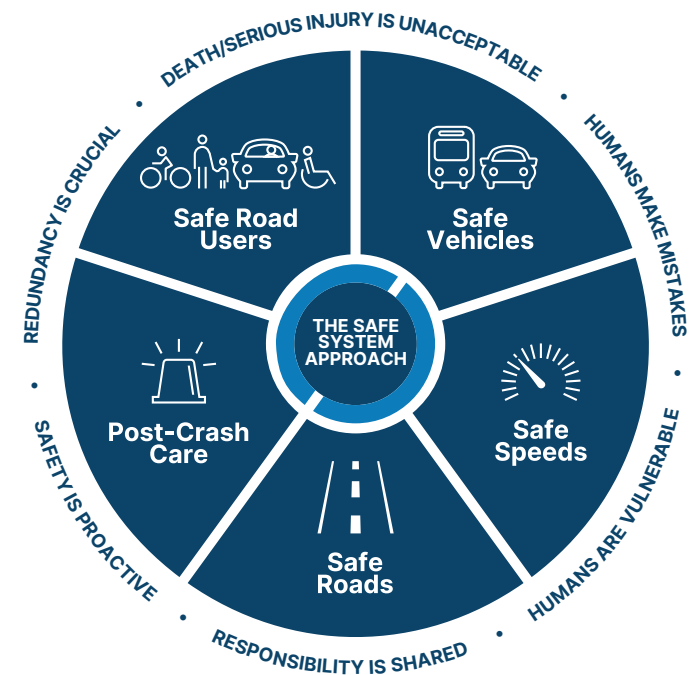 DEATH/SERIOUS INJURY IS UNACCEPTABLE
HUMANS MAKE MISTAKES
HUMANS ARE VULNERABLE
RESPONSIBILITY IS SHARED
SAFETY IS PROACTIVE
REDUNDANCY IS CRUCIAL
Safe Road
Users
Safe
Vehicles
Safe
Speeds
Safe
Roads
Post-Crash
Care
THE SAFE
SYSTEM
APPROACH